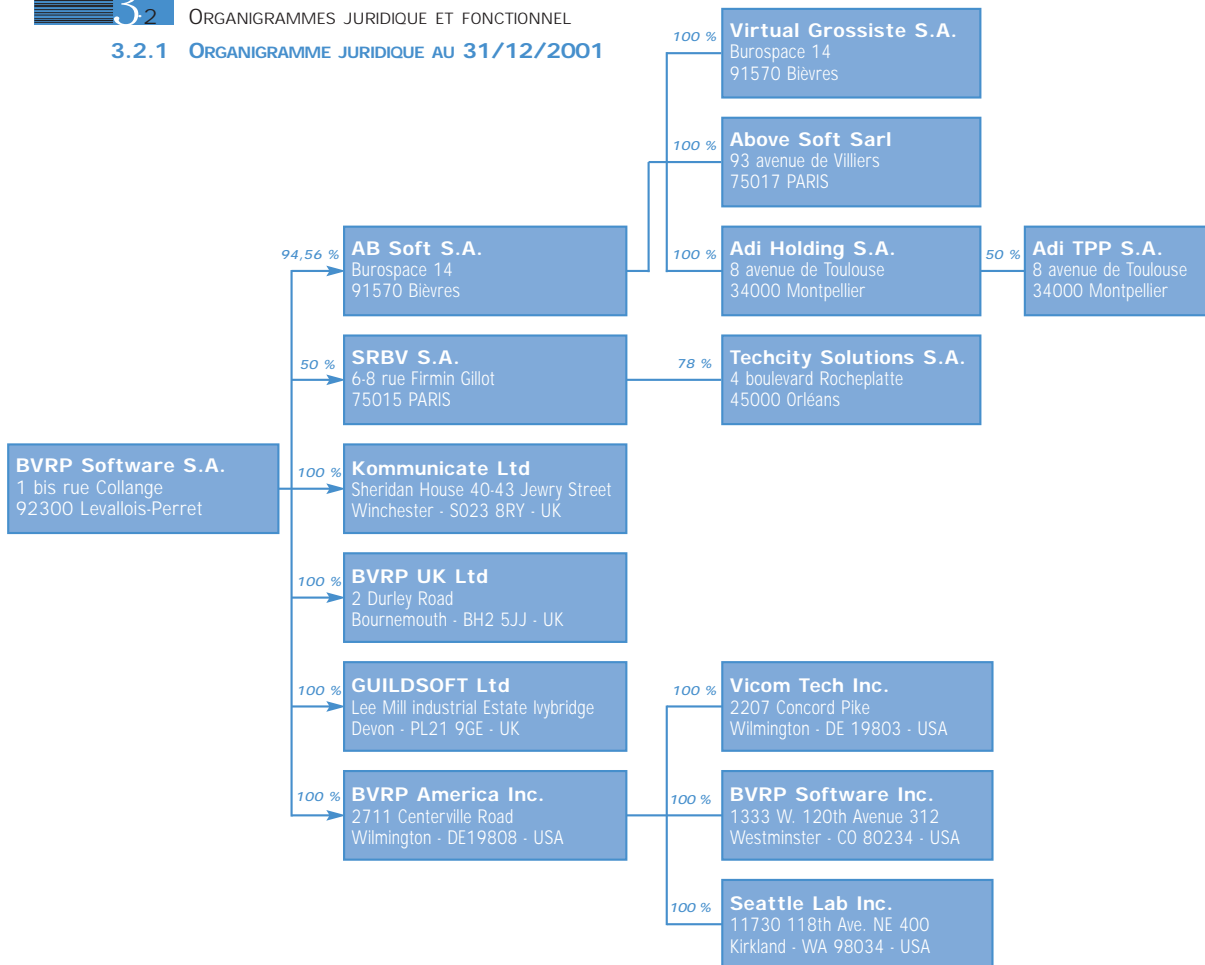 3.2 ORGANIGRAMMES JURIDIQUE ET FONCTIONNEL
3.2.1 ORGANIGRAMME JURIDIQUE AU 31/12/2001
100 %
Virtual Grossiste S.A.
Burospace 14
91570 Bièvres
100 %
Above Soft Sarl
93 avenue de Villiers
75017 PARIS
94,56 %
AB Soft S.A.
Burospace 14
91570 Bièvres
100 %
Adi Holding S.A.
8 avenue de Toulouse
34000 Montpellier
50 %
Adi TPP S.A.
8 avenue de Toulouse
34000 Montpellier
50 %
SRBV S.A.
6-8 rue Firmin Gillot
75015 PARIS
78 %
Techcity Solutions S.A.
4 boulevard Rocheplatte
45000 Orléans
BVRP Software S.A.
1 bis rue Collange
92300 Levallois-Perret
100 %
Kommunicate Ltd
Sheridan House 40-43 Jewry Street
Winchester - S023 8RY - UK
100 %
BVRP UK Ltd
2 Durley Road
Bournemouth - BH2 5JJ - UK
100 %
GUILDSOFT Ltd
Lee Mill industrial Estate Ivybridge
Devon - PL21 9GE - UK
100 %
Vicom Tech Inc.
2207 Concord Pike
Wilmington - DE 19803 - USA
100 %
BVRP America Inc.
2711 Centerville Road
Wilmington - DE19808 - USA
100 %
BVRP Software Inc.
1333 W. 120th Avenue 312
Westminster - CO 80234 - USA
100 %
Seattle Lab Inc.
11730 118th Ave. NE 400
Kirkland - WA 98034 - USA